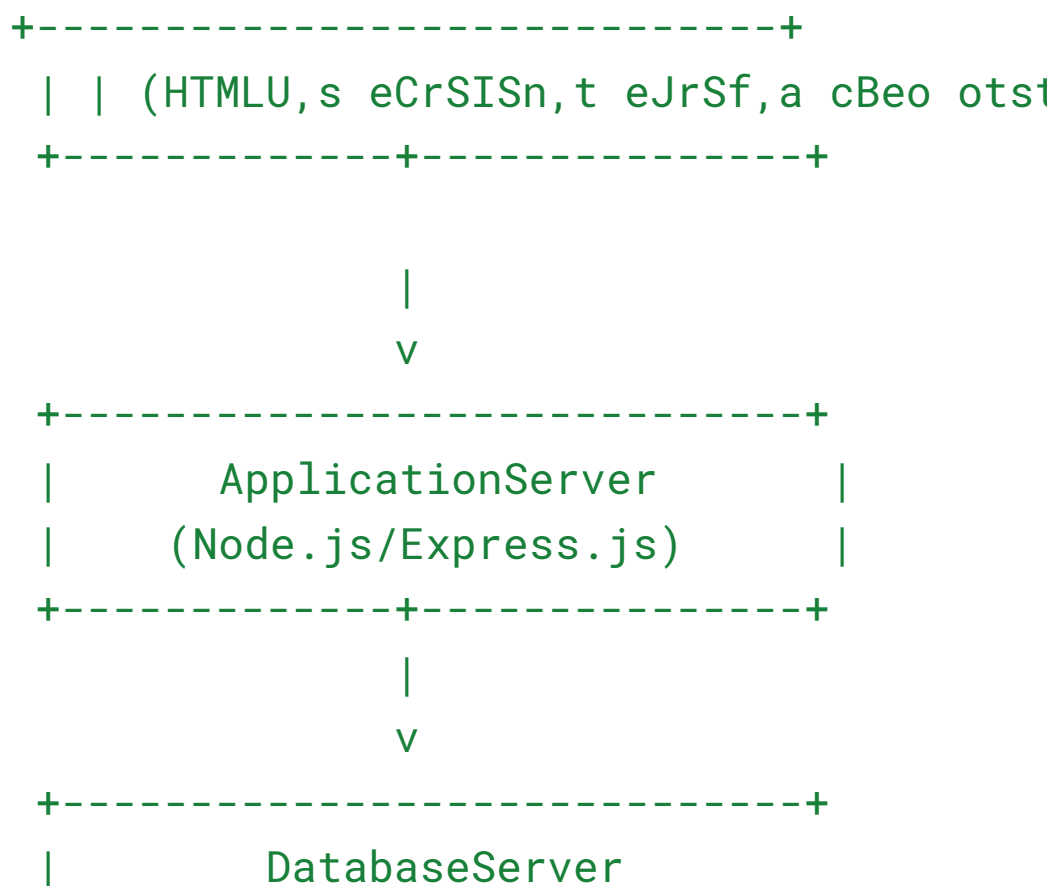 +-----------------------------+
| | (HTMLU,s eCrSISn,t eJrSf,a cBeo otst
+-------------+---------------+
|
v
+-----------------------------+
| ApplicationServer |
| (Node.js/Express.js) |
+-------------+---------------+
|
v
+-----------------------------+
| DatabaseServer